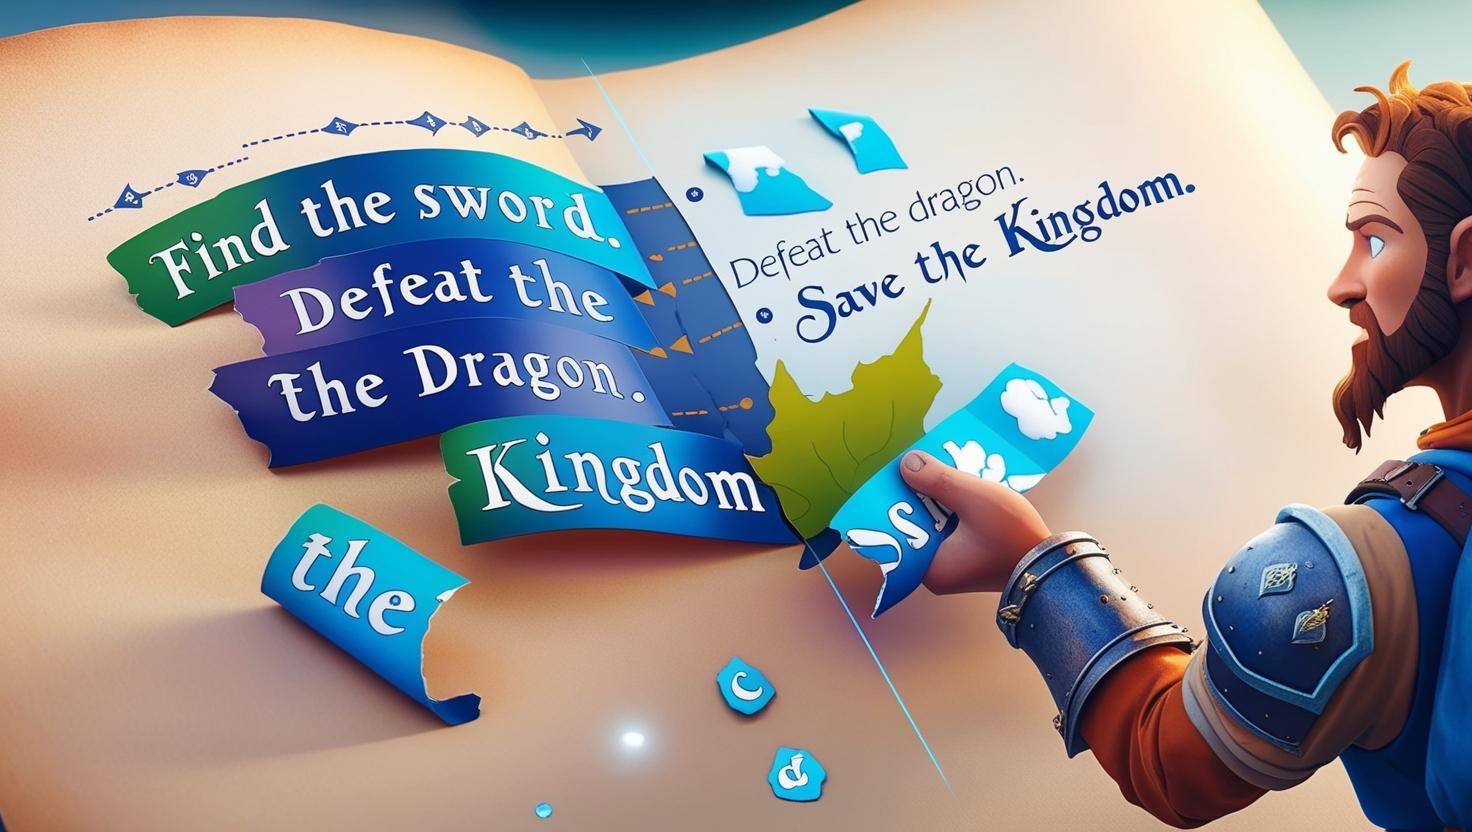 Find the sword.
Defeat the
the Dragon.
Kingdom
the
Defeat the dragon.
Save the Kingdom.
c
d